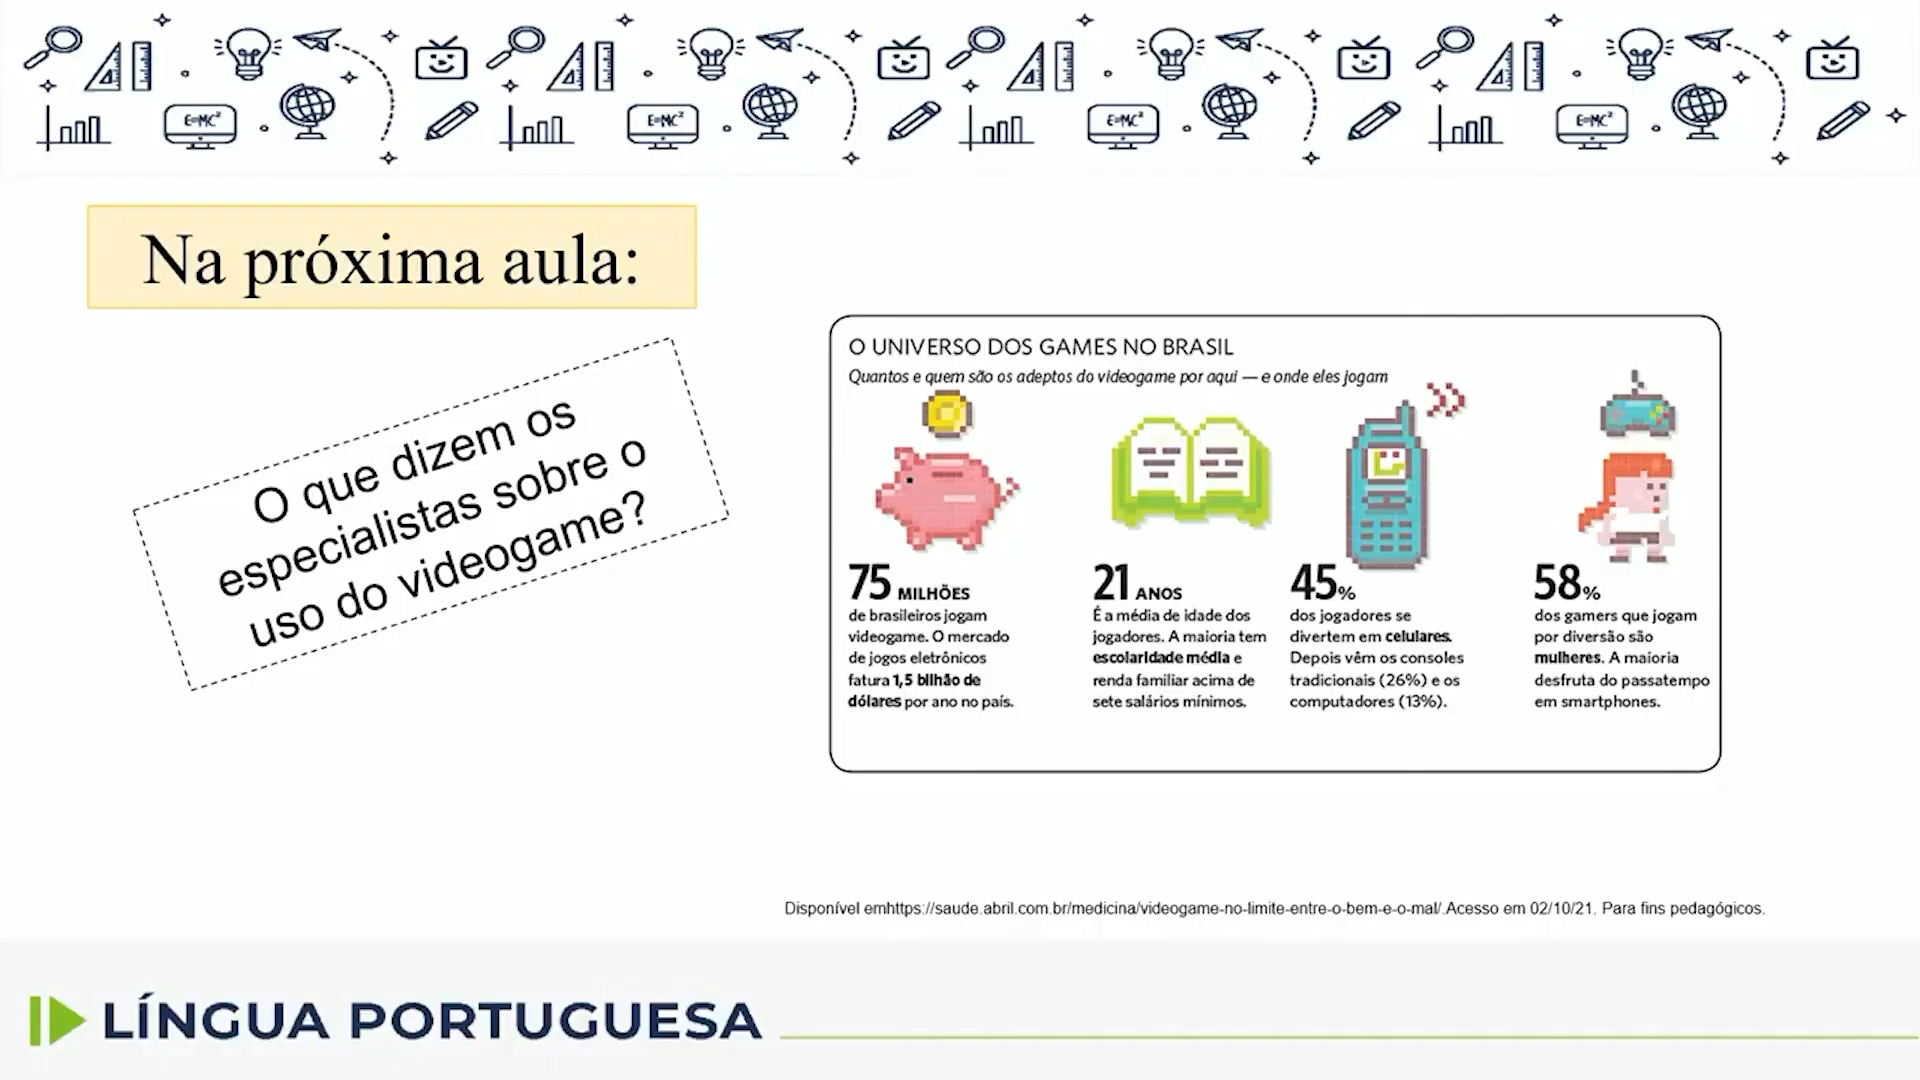 E=MC²
E=MC²
E=MC²
E=MC²
Na próxima aula:
O que dizem os
especialistas sobre o
uso do videogame?
O UNIVERSO DOS GAMES NO BRASIL
Quantos e quem são os adeptos do videogame por aqui — e onde eles jogam
75 MILHÕES
de brasileiros jogam
videogame. O mercado
de jogos eletrônicos
fatura 1,5 bilhão de
dólares por ano no país.
21 ANOS
É a média de idade dos
jogadores. A maioria tem
escolaridade média e
renda familiar acima de
sete salários mínimos.
45%
dos jogadores se
divertem em celulares.
Depois vêm os consoles
tradicionais (26%) e os
computadores (13%).
58%
dos gamers que jogam
por diversão são
mulheres. A maioria
desfruta do passatempo
em smartphones.
Disponível emhttps://saude.abril.com.br/medicina/videogame-no-limite-entre-o-bem-e-o-mal/.Acesso em 02/10/21. Para fins pedagógicos.
LÍNGUA PORTUGUESA